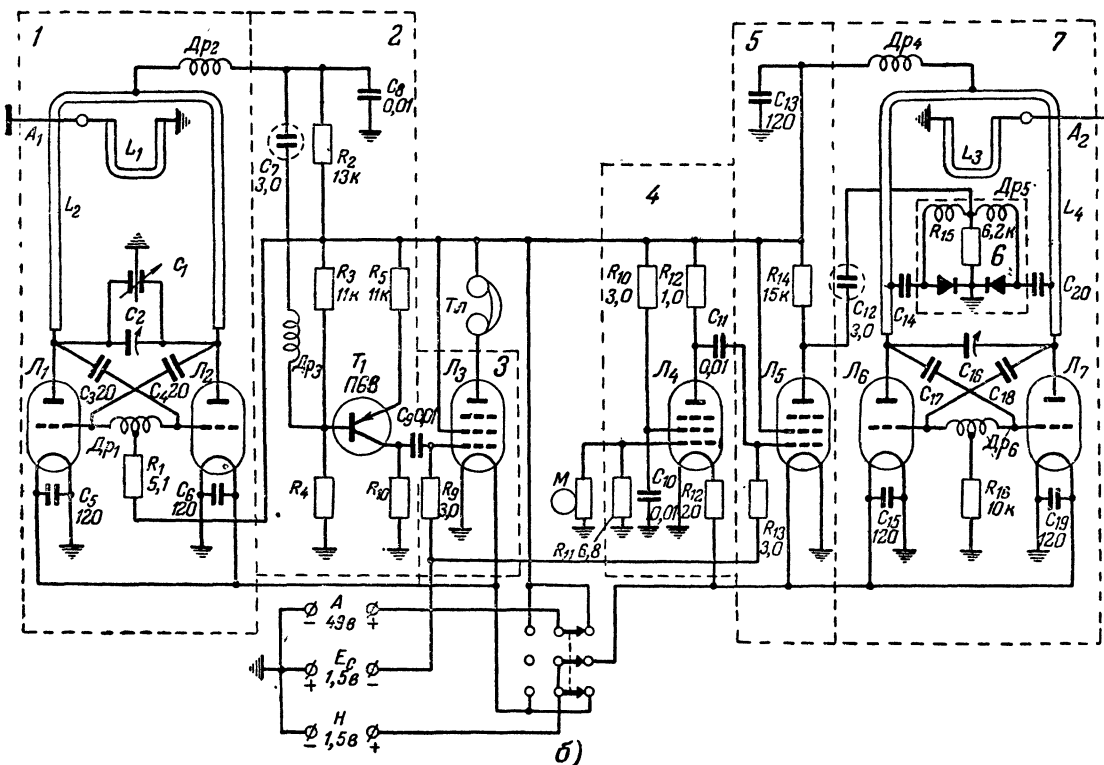 1
2
5
7
Др2
Др4
C8
0,01
C13
120
A1
L1
L2
C7
3,0
R2
13к
L3
A2
Др5
L4
R15
6,2к
6
4
C1
C2
R3
11к
R5
11к
Тл
R10
3,0
R12
1,0
R14
15к
C12
3,0
C14
C20
C11
0,01
Л1
C3 20
C4 20
Л2
Др3
T1
П6В
3
Л3
C9 0,01
Л4
Л5
Л6
C16
C17
C18
Л7
Др1
R1
5,1
C5
120
C6
120
R4
R10
R9
3,0
М
R11 6,8
C10
0,01
R12
20
R13
3,0
Др6
C15
120
R16
10к
C19
120
А
49в
- +
Eс
1,5в
+ -
Н
1,5в
- +
б)